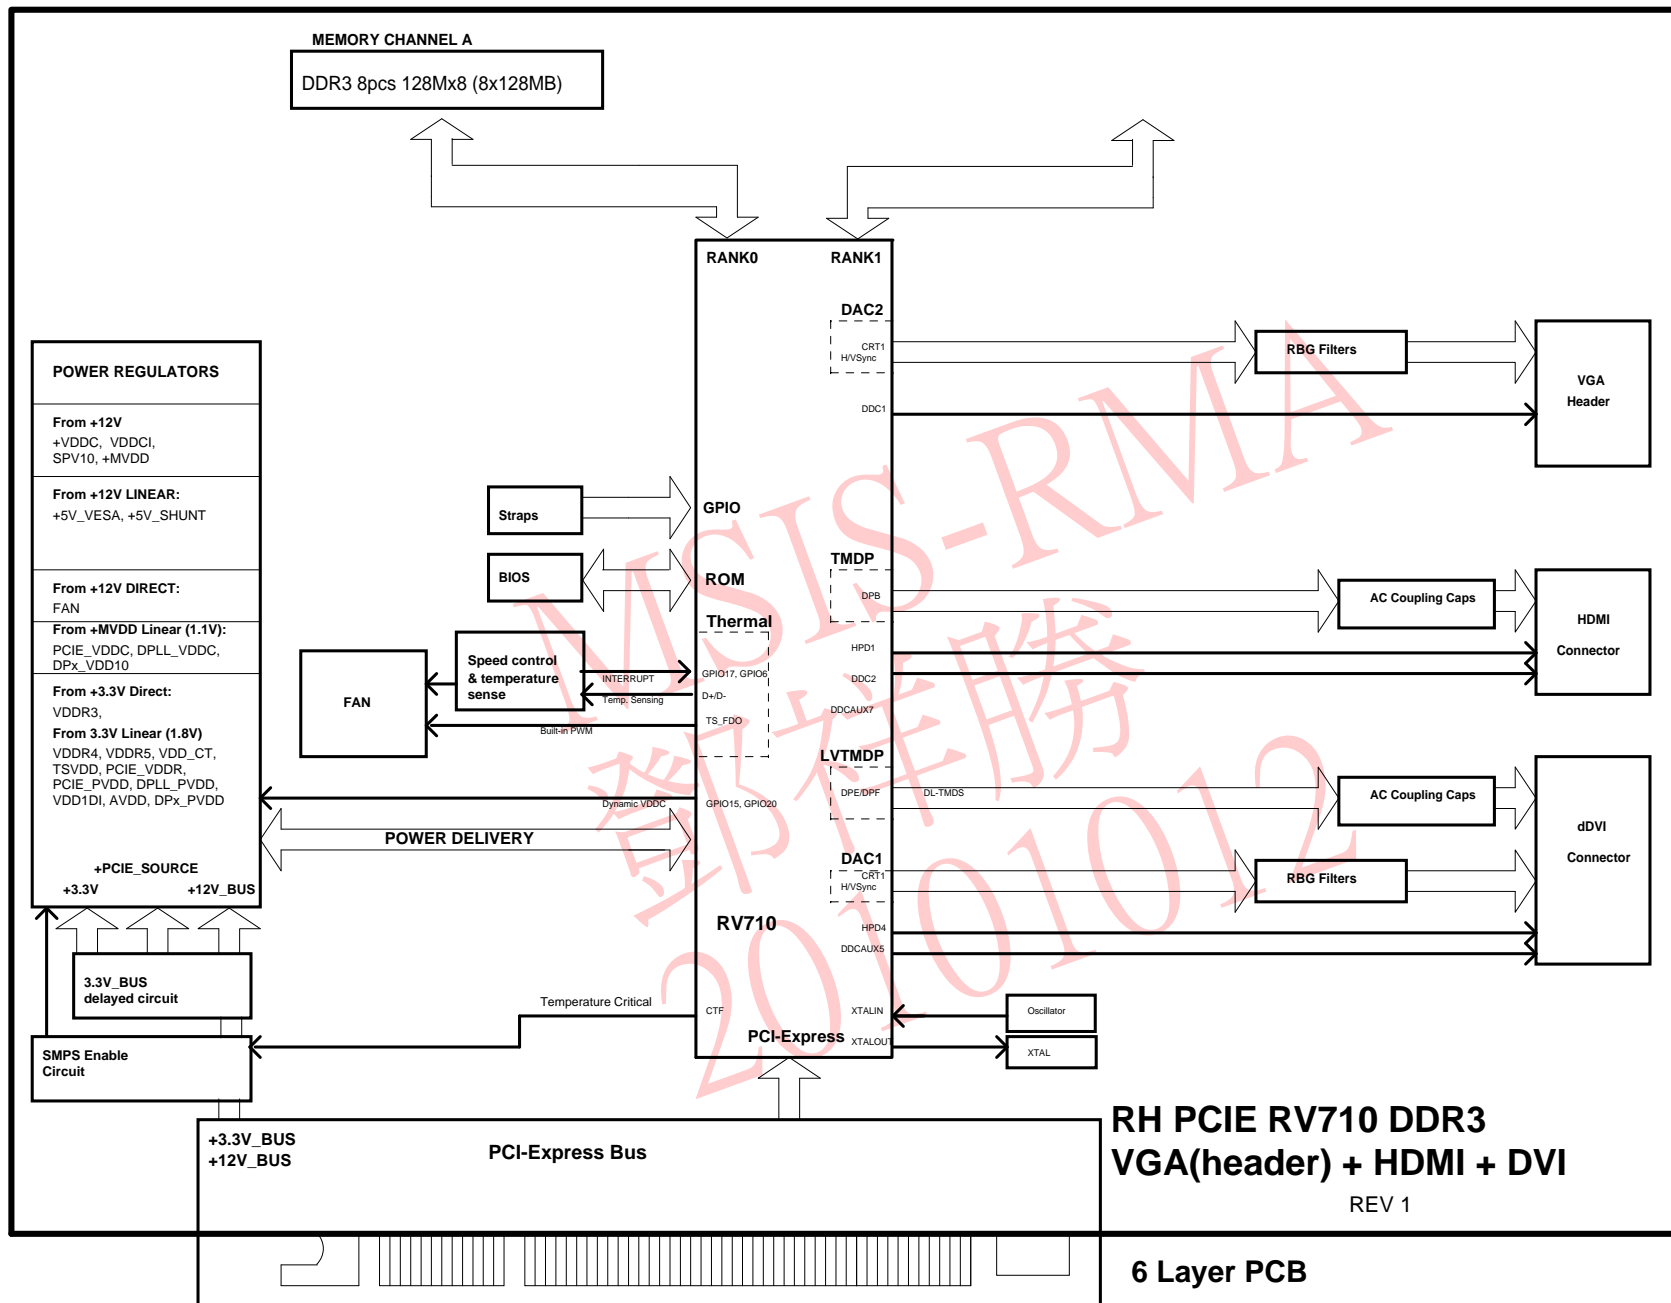 MEMORY CHANNEL A
DDR3 8pcs 128Mx8 (8x128MB)
RANK0
RANK1
DAC2
CRT1
H/VSync
DDC1
RBG Filters
VGA
Header
POWER REGULATORS
From +12V
+VDDC, VDDCI,
SPV10, +MVDD
From +12V LINEAR:
+5V_VESA, +5V_SHUNT
From +12V DIRECT:
FAN
From +MVDD Linear (1.1V):
PCIE_VDDC, DPLL_VDDC,
DPx_VDD10
From +3.3V Direct:
VDDR3,
From 3.3V Linear (1.8V)
VDDR4, VDDR5, VDD_CT,
TSVDD, PCIE_VDDR,
PCIE_PVDD, DPLL_PVDD,
VDD1DI, AVDD, DPx_PVDD
+PCIE_SOURCE
+3.3V
+12V_BUS
Straps
GPIO
BIOS
ROM
Thermal
Speed control
& temperature
sense
FAN
INTERRUPT
GPIO17, GPIO6
Temp. Sensing
D+/D-
TS_FDO
Built-in PWM
Dynamic VDDC
GPIO15, GPIO20
POWER DELIVERY
TMDP
DPB
AC Coupling Caps
HDMI
Connector
HPD1
DDC2
DDCAUX7
LVTMDP
DPE/DPF
DL-TMDS
AC Coupling Caps
dDVI
Connector
DAC1
CRT1
H/VSync
RBG Filters
RV710
HPD4
DDCAUX5
3.3V_BUS
delayed circuit
Temperature Critical
CTF
XTALIN
Oscillator
SMPS Enable
Circuit
PCI-Express
XTALOUT
XTAL
+3.3V_BUS
+12V_BUS
PCI-Express Bus
RH PCIE RV710 DDR3
VGA(header) + HDMI + DVI
REV 1
6 Layer PCB
MSIS-RMA
鄧祥勝
20101012